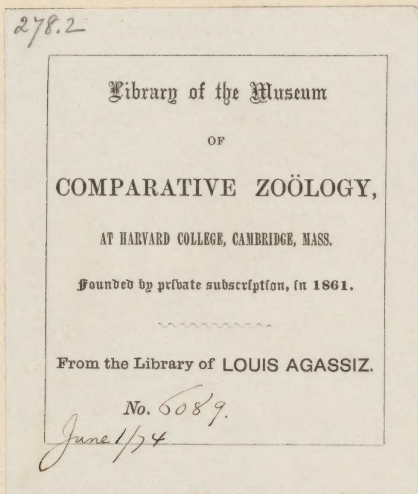 278.2
Library of the Museum
OF
COMPARATIVE ZOÖLOGY,
AT HARVARD COLLEGE, CAMBRIDGE, MASS.
Founded by private subscription, in 1861.
From the Library of LOUIS AGASSIZ.
No. 6089.
June 1/74